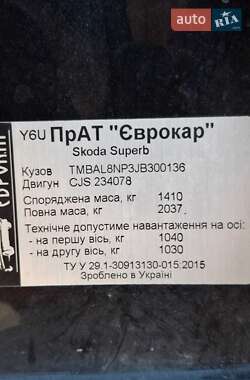 AUTO.RIA.com
Y6U ПрАТ "Єврокар"
Skoda Superb
Кузов TMBAL8NP3JB300136
Двигун CJS 234078
Споряджена маса, кг 1410
Повна маса, кг 2037
Технічне допустиме навантаження на осі:
- на першу вісь, кг 1040
- на другу вісь, кг 1030
ТУ У 29.1-30913130-015:2015
Зроблено в Україні